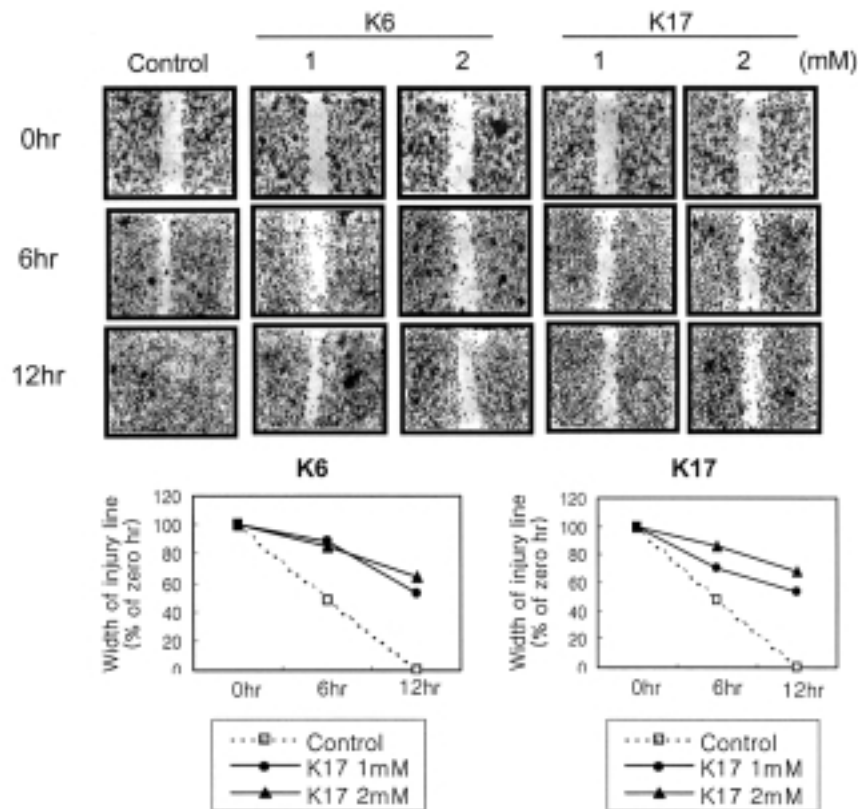 K6 K17
Control 1 2 1 2 (mM)
0hr
6hr
12hr
K6
Width of injury line
(% of zero hr)
120
100
80
60
40
20
0
0hr 6hr 12hr
Control
K17 1mM
K17 2mM
K17
Width of injury line
(% of zero hr)
120
100
80
60
40
20
0
0hr 6hr 12hr
Control
K17 1mM
K17 2mM